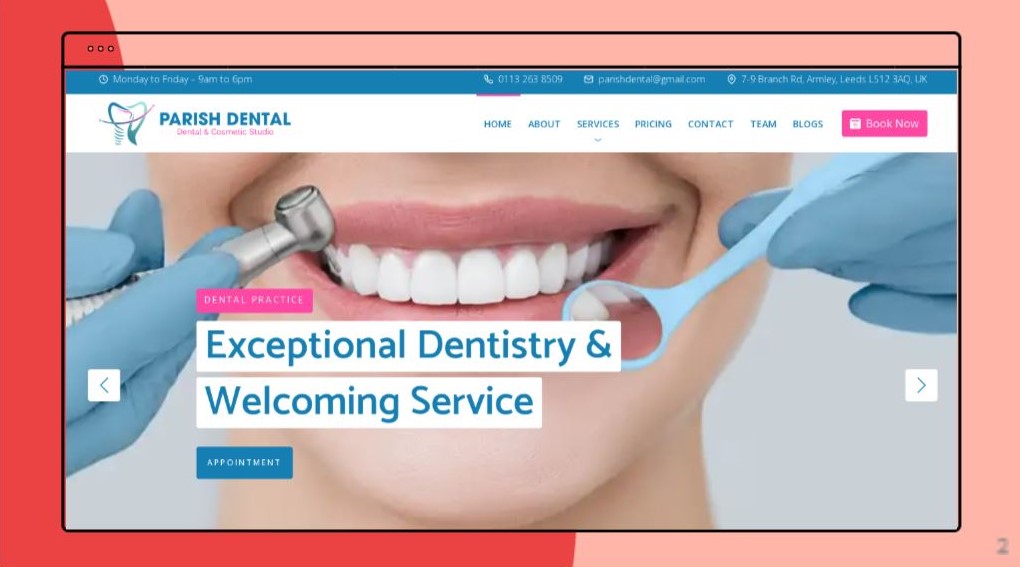 Monday to Friday - 9am to 6pm
0113 263 8509
parishdental@gmail.com
7-9 Branch Rd, Armley, Leeds LS12 3AQ, UK
PARISH DENTAL
Dental & Cosmetic Studio
HOME
ABOUT
SERVICES
PRICING
CONTACT
TEAM
BLOGS
Book Now
DENTAL PRACTICE
Exceptional Dentistry &
Welcoming Service
APPOINTMENT
2